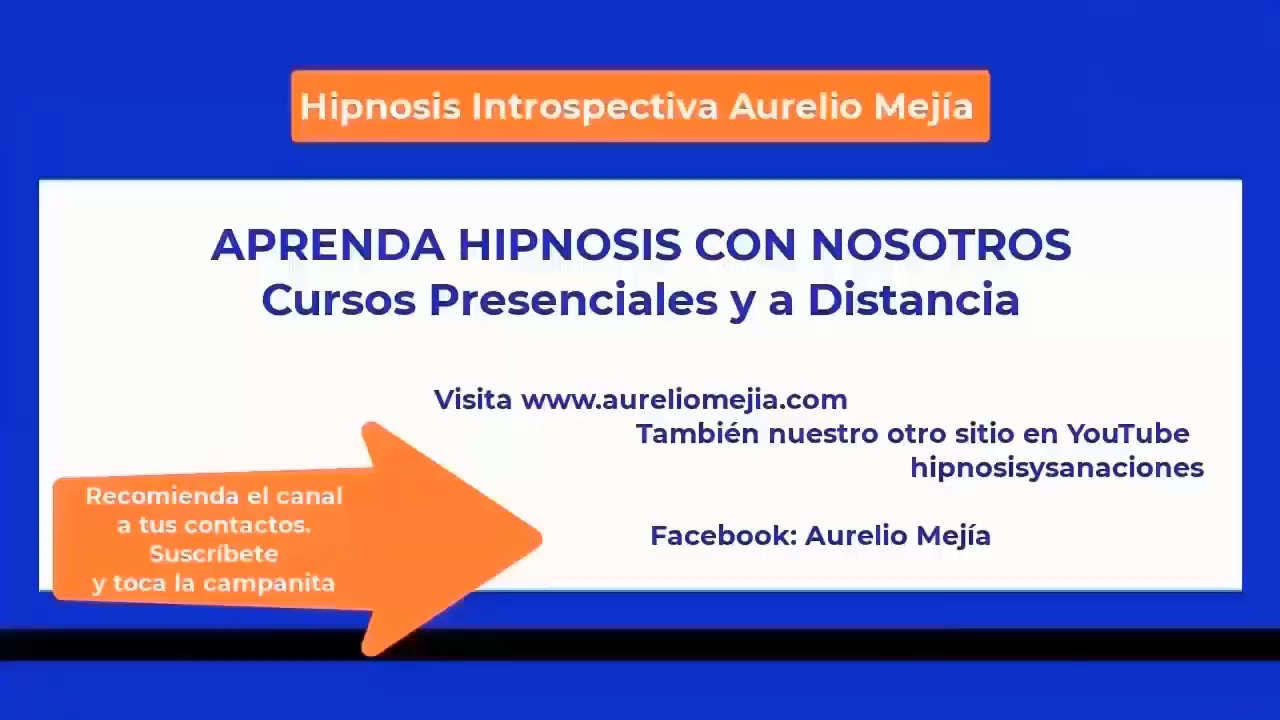 Hipnosis Introspectiva Aurelio Mejía
APRENDA HIPNOSIS CON NOSOTROS
Cursos Presenciales y a Distancia
Visita www.aureliomejia.com
También nuestro otro sitio en YouTube
hipnosisysanaciones
Facebook: Aurelio Mejía
Recomienda el canal
a tus contactos.
Suscríbete
y toca la campanita